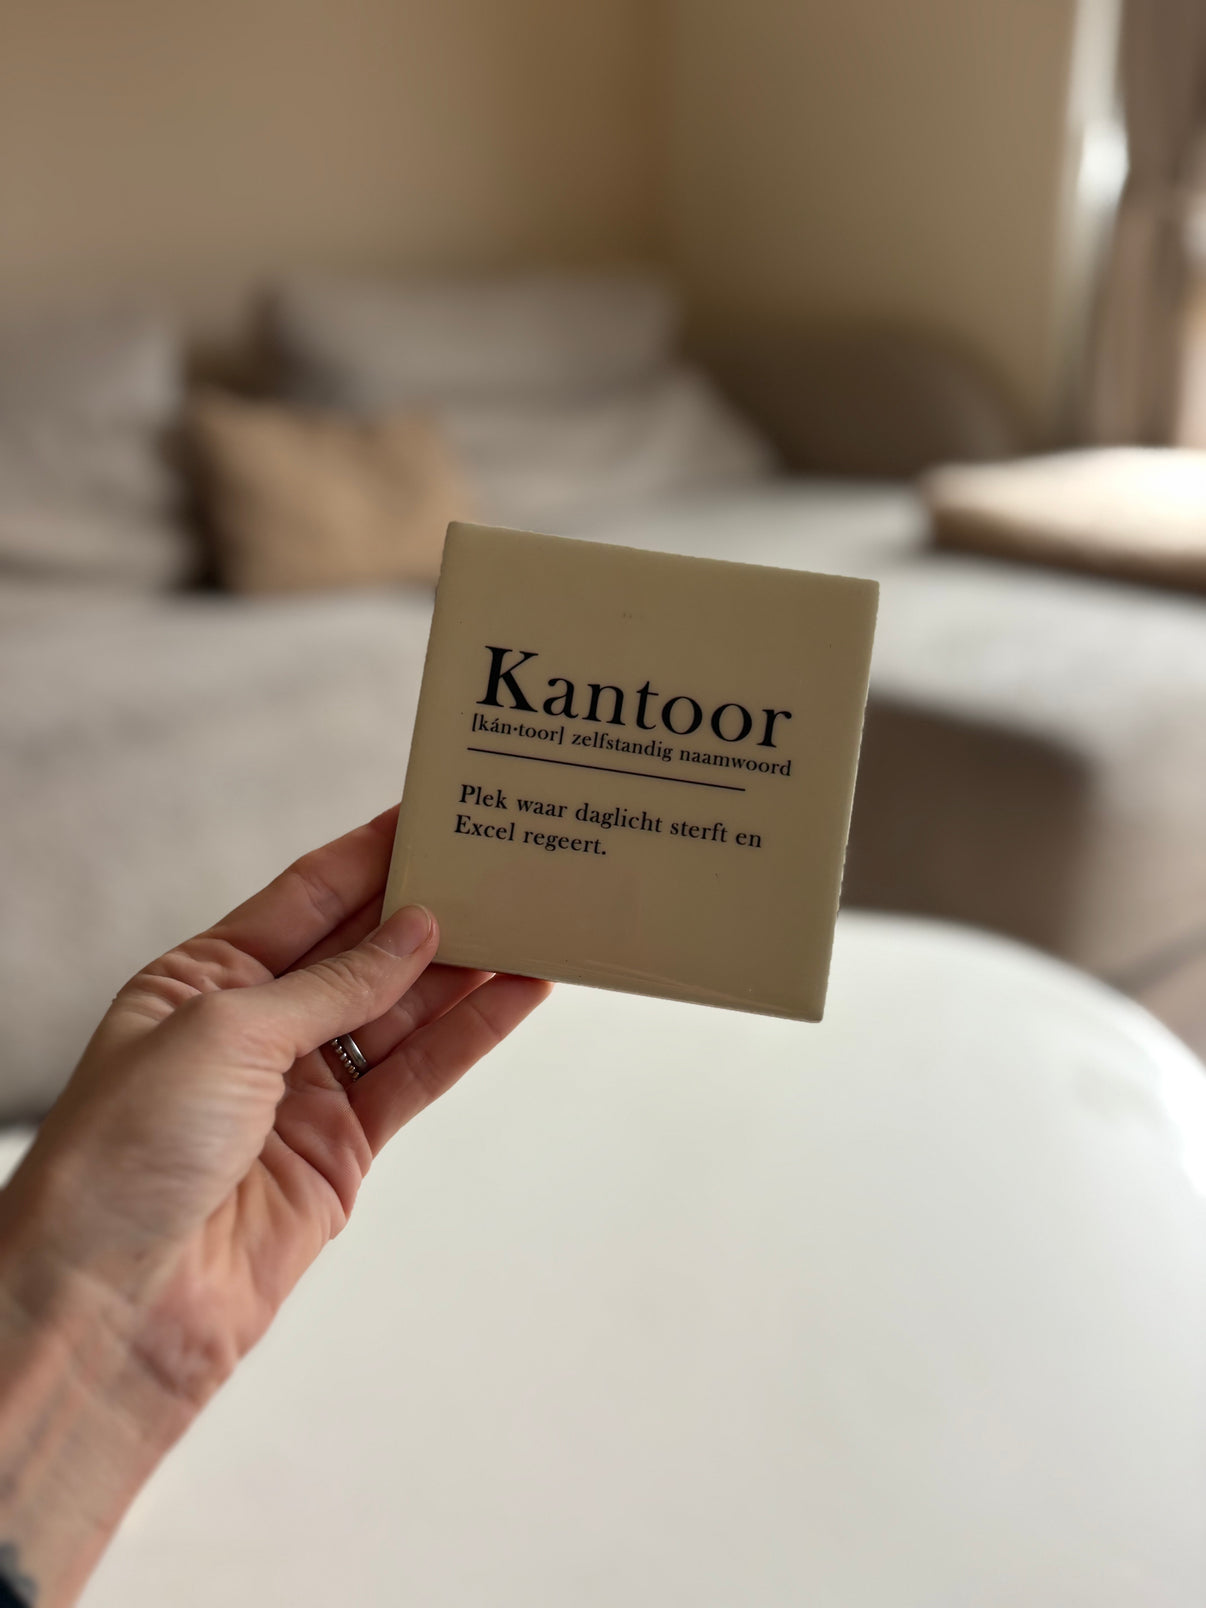 Kantoor
[kán·toor] zelfstandig naamwoord
Plek waar daglicht sterft en
Excel regeert.